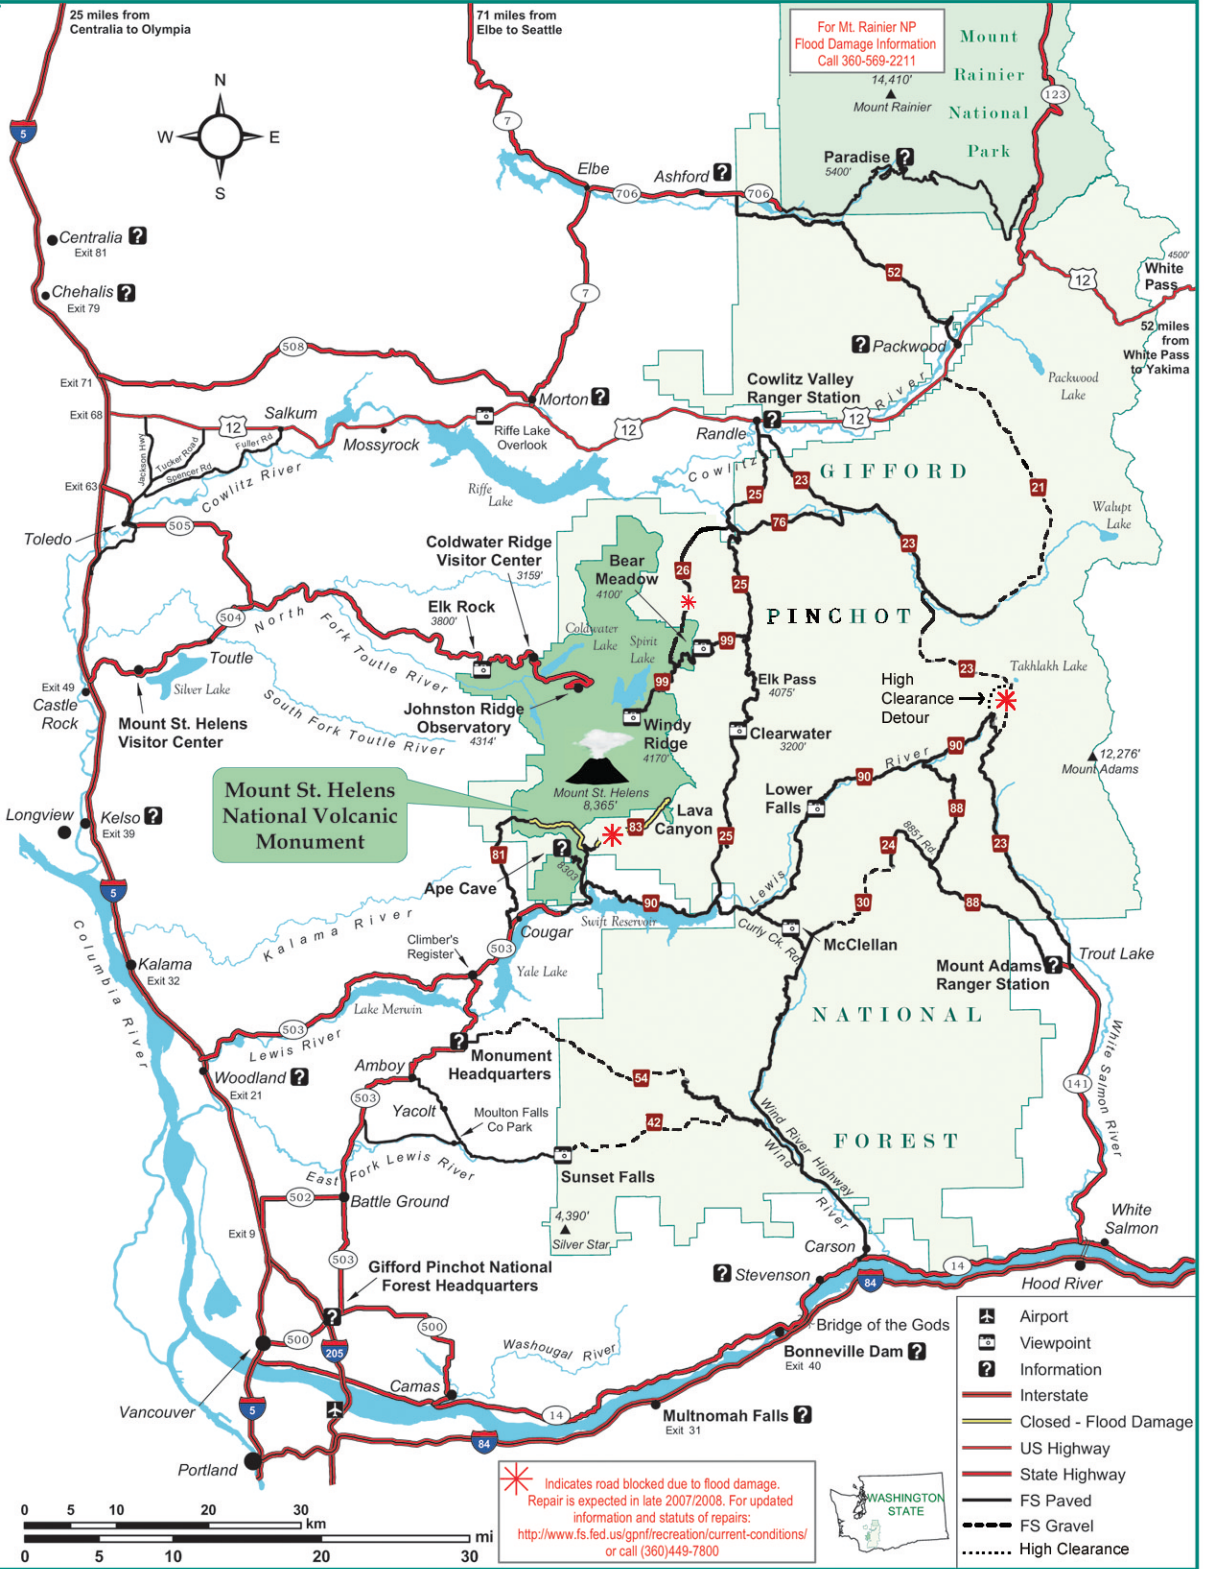 25 miles from
Centralia to Olympia
71 miles from
Elbe to Seattle
For Mt. Rainier NP
Flood Damage Information
Call 360-569-2211
Mount
Rainier
National
Park
14,410'
Mount Rainier
123
5
N
W E
S
7
Elbe
Ashford ?
706
706
Paradise ?
5400'
Centralia ?
Exit 81
Chehalis ?
Exit 79
7
52
12
4500'
White
Pass
52 miles
from
White Pass
to Yakima
508
? Packwood
Packwood
Lake
Exit 71
Morton ?
Cowlitz Valley
Ranger Station
?
River
Exit 68
12
Salkum
Mossyrock
Riffe Lake
Overlook
12
Randle
12
Jackson Hwy
Tucker Road
Spencer Rd
Fuller Rd
Cowlitz River
Riffe
Lake
Cowlitz
GIFFORD
23
25
21
Exit 63
Toledo
505
76
23
Walupt
Lake
Coldwater Ridge
Visitor Center
3159'
Bear
Meadow
4100'
26
25
Elk Rock
3800'
PINCHOT
504
North Fork Toutle River
Coldwater
Lake
Spirit
Lake
99
99
Toutle
Silver Lake
23
Takhlakh Lake
Elk Pass
4075'
High
Clearance
Detour
Exit 49
Castle
Rock
Mount St. Helens
Visitor Center
South Fork Toutle River
Johnston Ridge
Observatory
4314'
Windy
Ridge
4170'
Clearwater
3200'
River
90
90
12,276'
Mount Adams
Mount St. Helens
National Volcanic
Monument
Mount St. Helens
8,365'
Lower
Falls
Longview
Kelso ?
Exit 39
Lava
Canyon
83
25
88
8851 Rd.
24
23
81
?
8303
Ape Cave
5
Lewis
30
88
90
Swift Reservoir
Kalama River
Cougar
Curly Ck. Rd.
McClellan
503
Climber's
Register
Yale Lake
Mount Adams
Ranger Station
?
Trout Lake
Columbia River
Kalama
Exit 32
Lake Merwin
503
Lewis River
NATIONAL
?
Monument
Headquarters
White Salmon River
Woodland ?
Exit 21
Amboy
54
141
503
Yacolt
Moulton Falls
Co Park
42
Wind River Highway
Wind
River
FOREST
East Fork Lewis River
Sunset Falls
502
Battle Ground
4,390'
Silver Star
White
Salmon
Exit 9
503
Carson
14
Gifford Pinchot National
Forest Headquarters
? Stevenson
84
Hood River
?
500
500
205
Washougal River
Bridge of the Gods
Bonneville Dam ?
Exit 40
Camas
Vancouver
5
14
Multnomah Falls ?
Exit 31
84
Portland
Airport
Viewpoint
? Information
Interstate
Closed - Flood Damage
US Highway
State Highway
FS Paved
FS Gravel
High Clearance
Indicates road blocked due to flood damage.
Repair is expected in late 2007/2008. For updated
information and statuts of repairs:
http://www.fs.fed.us/gpnf/recreation/current-conditions/
or call (360)449-7800
WASHINGTON
STATE
0 5 10 20 30
km
mi
0 5 10 20 30